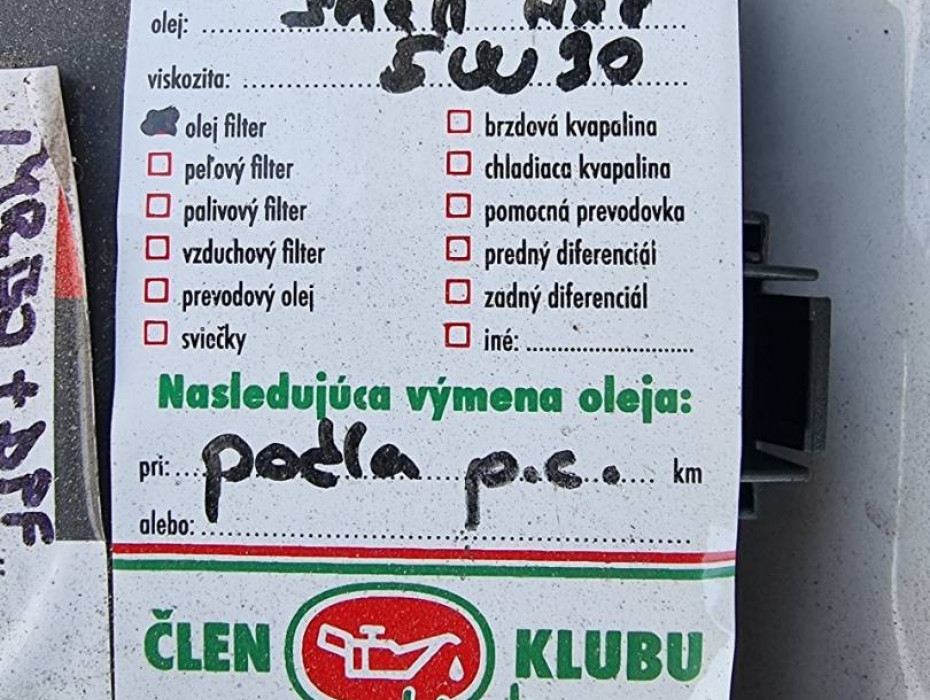 olej:
viskozita: 5W30
olej filter
brzdová kvapalina
peľový filter
chladiaca kvapalina
palivový filter
pomocná prevodovka
vzduchový filter
predný diferenciál
prevodový olej
zadný diferenciál
sviečky
iné:
Nasledujúca výmena oleja:
pri: podla p.c. km
alebo:
ČLEN KLUBU